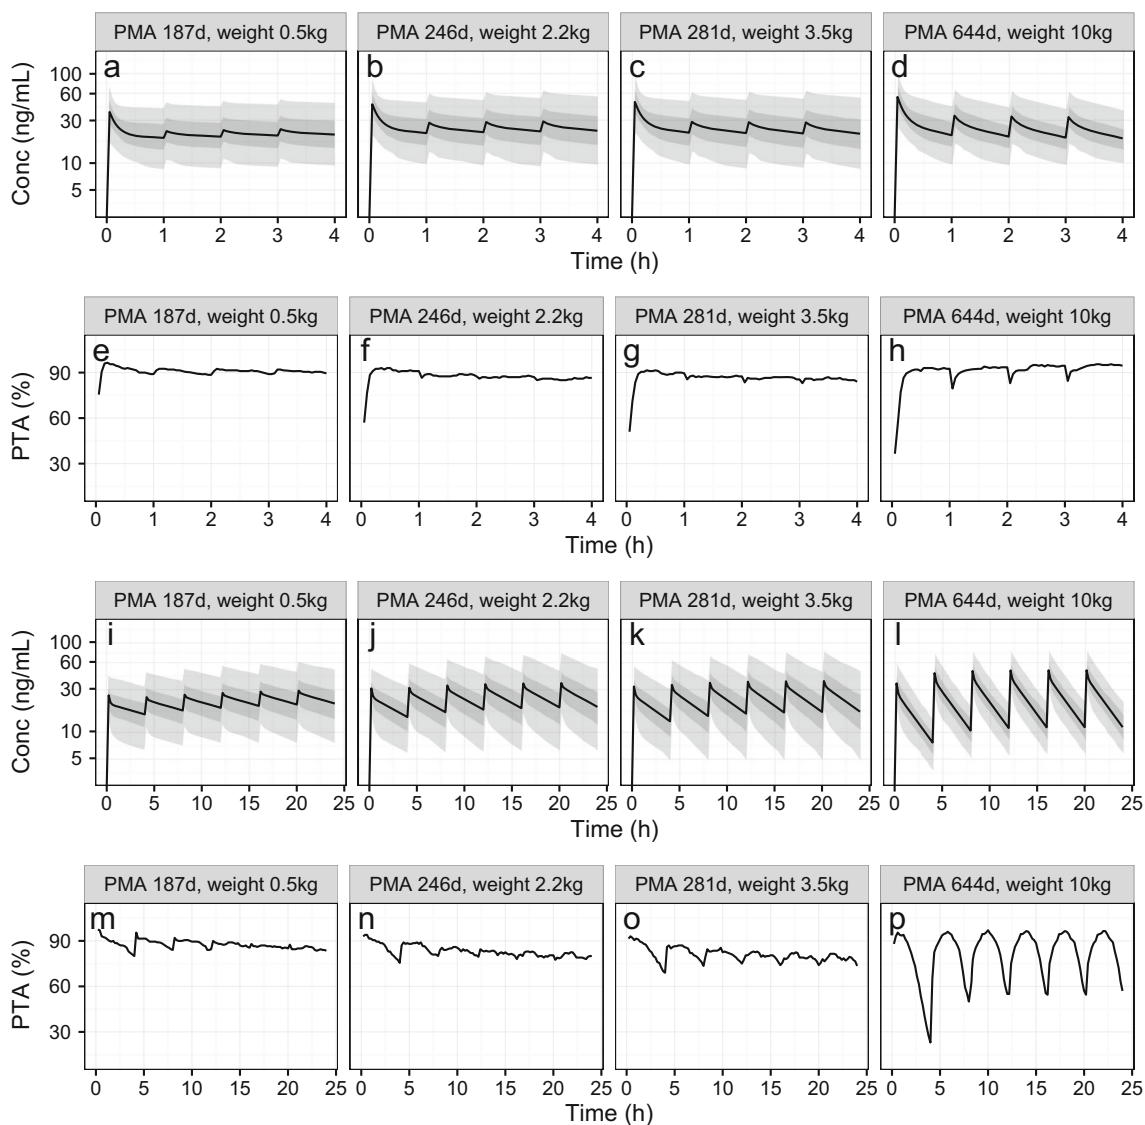 PMA 187d, weight 0.5kg PMA 246d, weight 2.2kg PMA 281d, weight 3.5kg PMA 644d, weight 10kg
a b c d
Conc (ng/mL)
100
60
30
10
5
0 1 2 3 4 0 1 2 3 4 0 1 2 3 4 0 1 2 3 4
Time (h)
PMA 187d, weight 0.5kg PMA 246d, weight 2.2kg PMA 281d, weight 3.5kg PMA 644d, weight 10kg
e f g h
PTA (%)
90
60
30
0 1 2 3 4 0 1 2 3 4 0 1 2 3 4 0 1 2 3 4
Time (h)
PMA 187d, weight 0.5kg PMA 246d, weight 2.2kg PMA 281d, weight 3.5kg PMA 644d, weight 10kg
i j k l
Conc (ng/mL)
100
60
30
10
5
0 5 10 15 20 25 0 5 10 15 20 25 0 5 10 15 20 25 0 5 10 15 20 25
Time (h)
PMA 187d, weight 0.5kg PMA 246d, weight 2.2kg PMA 281d, weight 3.5kg PMA 644d, weight 10kg
m n o p
PTA (%)
90
60
30
0 5 10 15 20 25 0 5 10 15 20 25 0 5 10 15 20 25 0 5 10 15 20 25
Time (h)